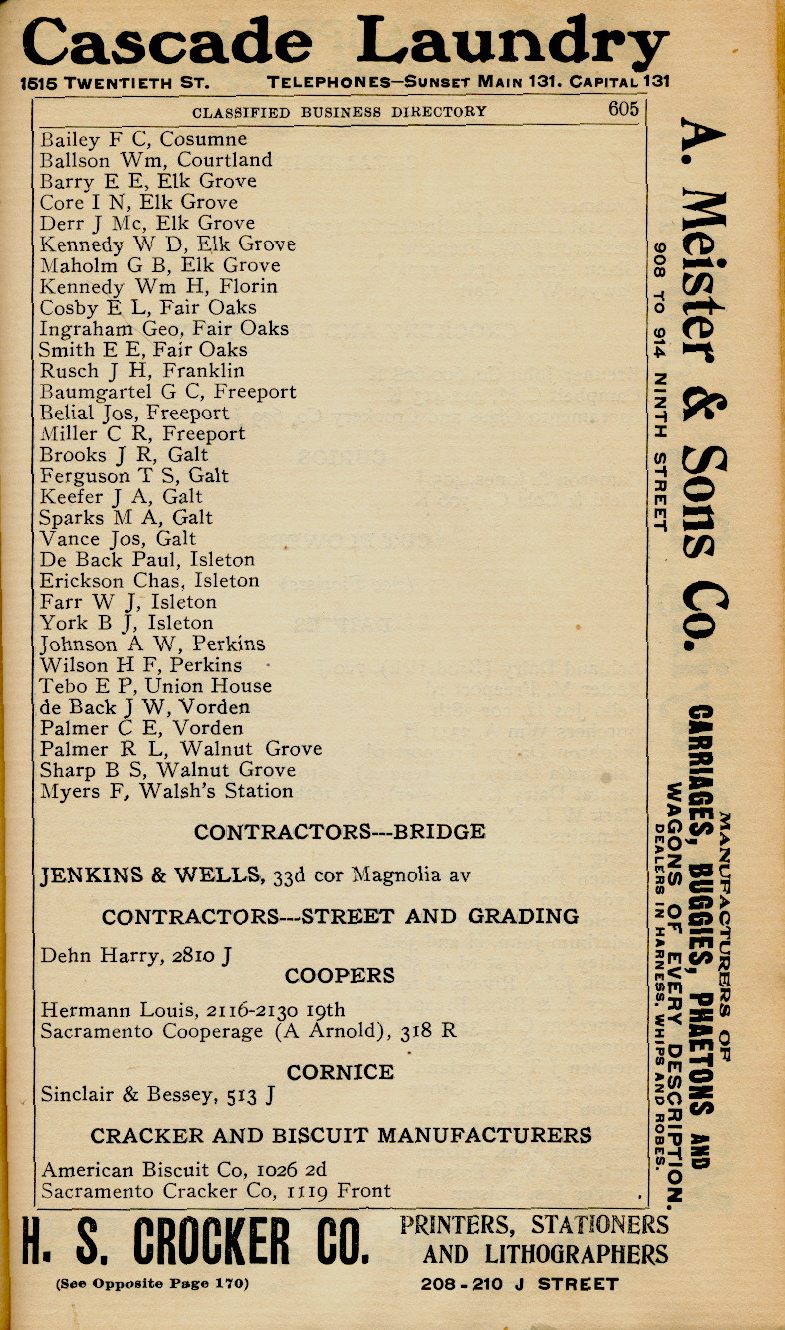 Cascade Laundry
1515 TWENTIETH ST. TELEPHONES—SUNSET MAIN 131. CAPITAL 131
CLASSIFIED BUSINESS DIRECTORY 605
Bailey F C, Cosumne
Ballson Wm, Courtland
Barry E E, Elk Grove
Core I N, Elk Grove
Derr J Mc, Elk Grove
Kennedy W D, Elk Grove
Maholm G B, Elk Grove
Kennedy Wm H, Florin
Cosby E L, Fair Oaks
Ingraham Geo, Fair Oaks
Smith E E, Fair Oaks
Rusch J H, Franklin
Baumgartel G C, Freeport
Belial Jos, Freeport
Miller C R, Freeport
Brooks J R, Galt
Ferguson T S, Galt
Keefer J A, Galt
Sparks M A, Galt
Vance Jos, Galt
De Back Paul, Isleton
Erickson Chas, Isleton
Farr W J, Isleton
York B J, Isleton
Johnson A W, Perkins
Wilson H F, Perkins
Tebo E P, Union House
de Back J W, Vorden
Palmer C E, Vorden
Palmer R L, Walnut Grove
Sharp B S, Walnut Grove
Myers F, Walsh's Station
CONTRACTORS---BRIDGE
JENKINS & WELLS, 33d cor Magnolia av
CONTRACTORS---STREET AND GRADING
Dehn Harry, 2810 J
COOPERS
Hermann Louis, 2116-2130 19th
Sacramento Cooperage (A Arnold), 318 R
CORNICE
Sinclair & Bessey, 513 J
CRACKER AND BISCUIT MANUFACTURERS
American Biscuit Co, 1026 2d
Sacramento Cracker Co, 1119 Front
A. Meister & Sons Co.
908 TO 914 NINTH STREET
MANUFACTURERS OF
CARRIAGES, BUGGIES, PHAETONS AND
WAGONS OF EVERY DESCRIPTION.
DEALERS IN HARNESS, WHIPS AND ROBES.
H. S. CROCKER CO.
(See Opposite Page 170)
PRINTERS, STATIONERS
AND LITHOGRAPHERS
208-210 J STREET